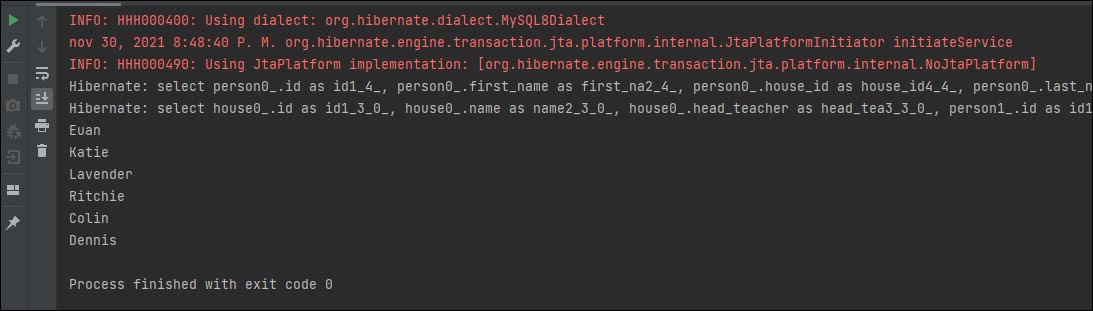 INFO: HHH000400: Using dialect: org.hibernate.dialect.MySQL8Dialect
nov 30, 2021 8:48:40 P. M. org.hibernate.engine.transaction.jta.platform.internal.JtaPlatformInitiator initiateService
INFO: HHH000490: Using JtaPlatform implementation: [org.hibernate.engine.transaction.jta.platform.internal.NoJtaPlatform]
Hibernate: select person0_.id as id1_4_, person0_.first_name as first_na2_4_, person0_.house_id as house_id4_4_, person0_.last_n
Hibernate: select house0_.id as id1_3_0_, house0_.name as name2_3_0_, house0_.head_teacher as head_tea3_3_0_, person1_.id as id1
Euan
Katie
Lavender
Ritchie
Colin
Dennis
Process finished with exit code 0